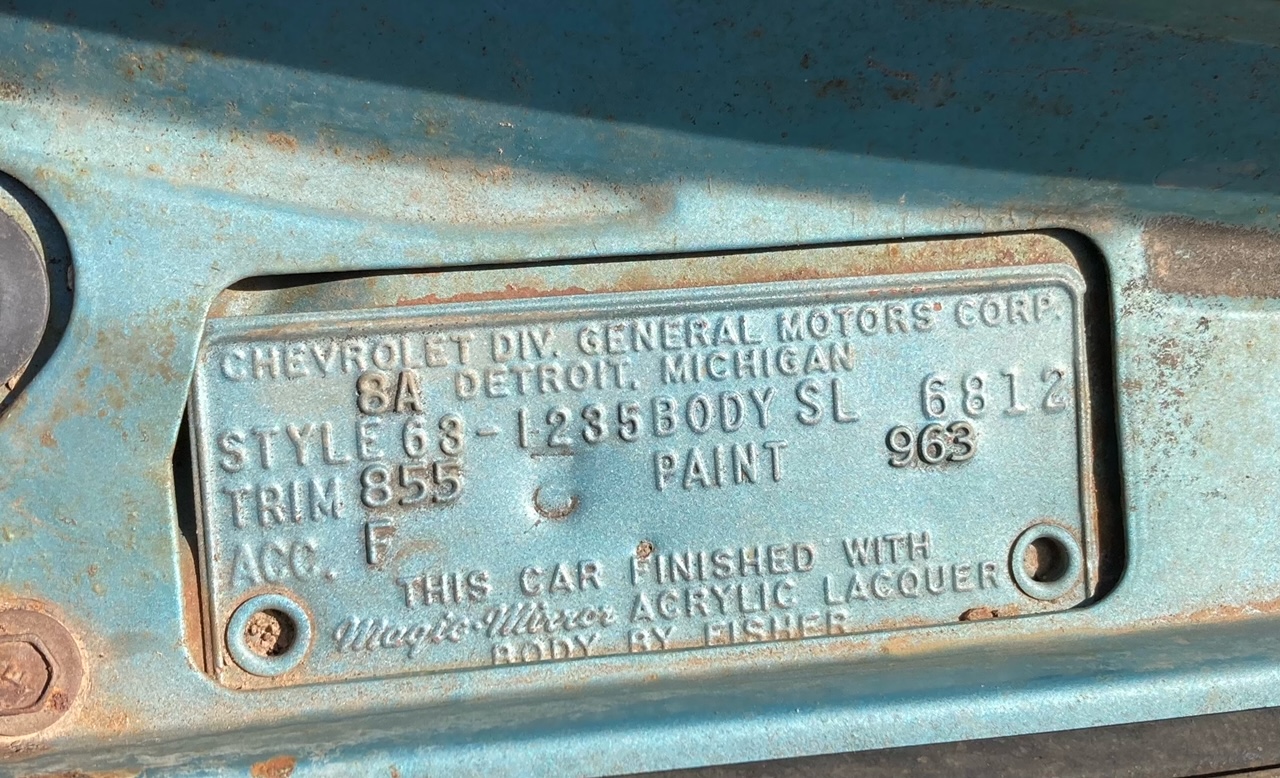 CHEVROLET DIV. GENERAL MOTORS CORP.
8A DETROIT, MICHIGAN
STYLE 63-1235 BODY SL 6812
TRIM 855 PAINT 963
C
ACC. F
THIS CAR FINISHED WITH
Magic-Mirror ACRYLIC LACQUER
BODY BY FISHER